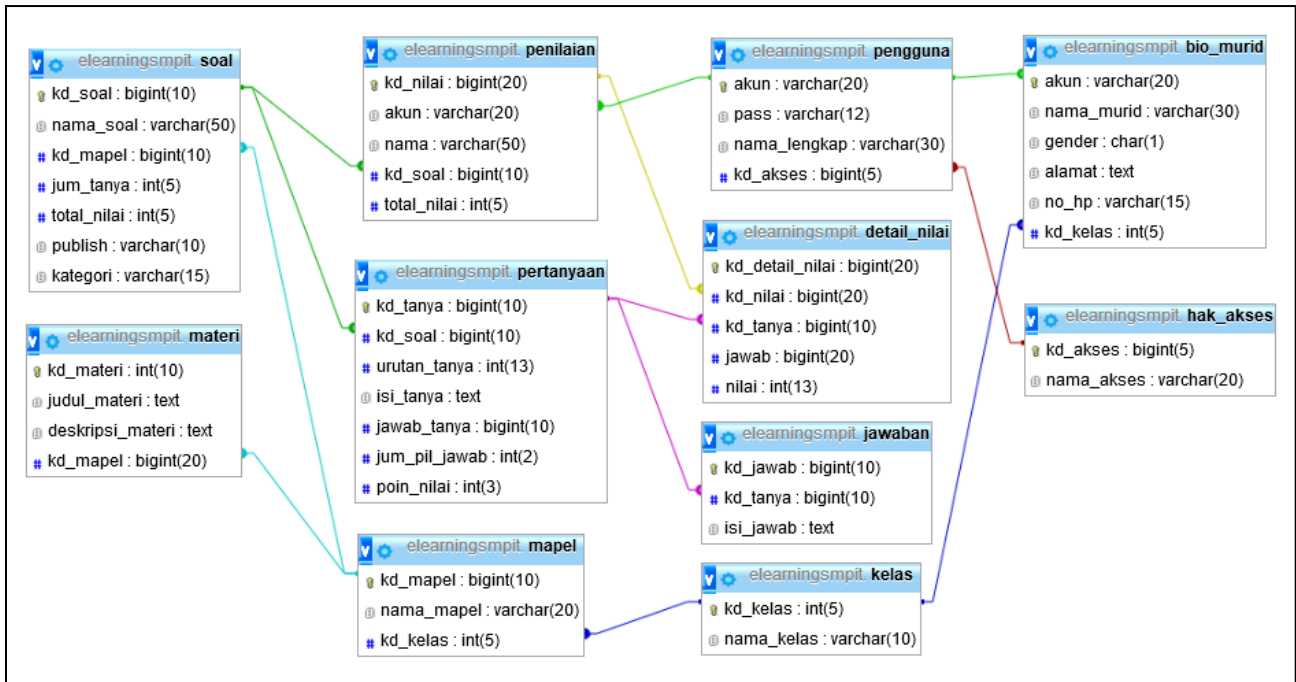 elearningsmpit. soal
kd_soal : bigint(10)
nama_soal : varchar(50)
kd_mapel : bigint(10)
jum_tanya : int(5)
total_nilai : int(5)
publish : varchar(10)
kategori : varchar(15)
elearningsmpit. materi
kd_materi : int(10)
judul_materi : text
deskripsi_materi : text
kd_mapel : bigint(20)
elearningsmpit. penilaian
kd_nilai : bigint(20)
akun : varchar(20)
nama : varchar(50)
kd_soal : bigint(10)
total_nilai : int(5)
elearningsmpit. pertanyaan
kd_tanya : bigint(10)
kd_soal : bigint(10)
urutan_tanya : int(13)
isi_tanya : text
jawab_tanya : bigint(10)
jum_pil_jawab : int(2)
poin_nilai : int(3)
elearningsmpit. mapel
kd_mapel : bigint(10)
nama_mapel : varchar(20)
kd_kelas : int(5)
elearningsmpit. pengguna
akun : varchar(20)
pass : varchar(12)
nama_lengkap : varchar(30)
kd_akses : bigint(5)
elearningsmpit. detail_nilai
kd_detail_nilai : bigint(20)
kd_nilai : bigint(20)
kd_tanya : bigint(10)
jawab : bigint(20)
nilai : int(13)
elearningsmpit. jawaban
kd_jawab : bigint(10)
kd_tanya : bigint(10)
isi_jawab : text
elearningsmpit. kelas
kd_kelas : int(5)
nama_kelas : varchar(10)
elearningsmpit. bio_murid
akun : varchar(20)
nama_murid : varchar(30)
gender : char(1)
alamat : text
no_hp : varchar(15)
kd_kelas : int(5)
elearningsmpit. hak_akses
kd_akses : bigint(5)
nama_akses : varchar(20)